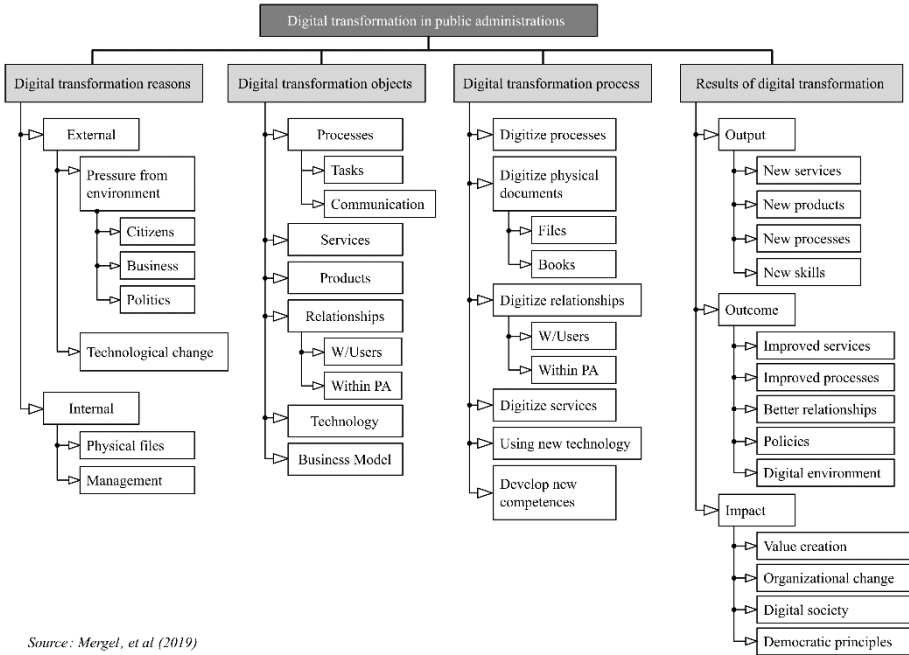 Digital transformation in public administrations
Digital transformation reasons
External
Pressure from
environment
Citizens
Business
Politics
Technological change
Internal
Physical files
Management
Digital transformation objects
Processes
Tasks
Communication
Services
Products
Relationships
W/Users
Within PA
Technology
Business Model
Digital transformation process
Digitize processes
Digitize physical
documents
Files
Books
Digitize relationships
W/Users
Within PA
Digitize services
Using new technology
Develop new
competences
Results of digital transformation
Output
New services
New products
New processes
New skills
Outcome
Improved services
Improved processes
Better relationships
Policies
Digital environment
Impact
Value creation
Organizational change
Digital society
Democratic principles
Source: Mergel, et al (2019)